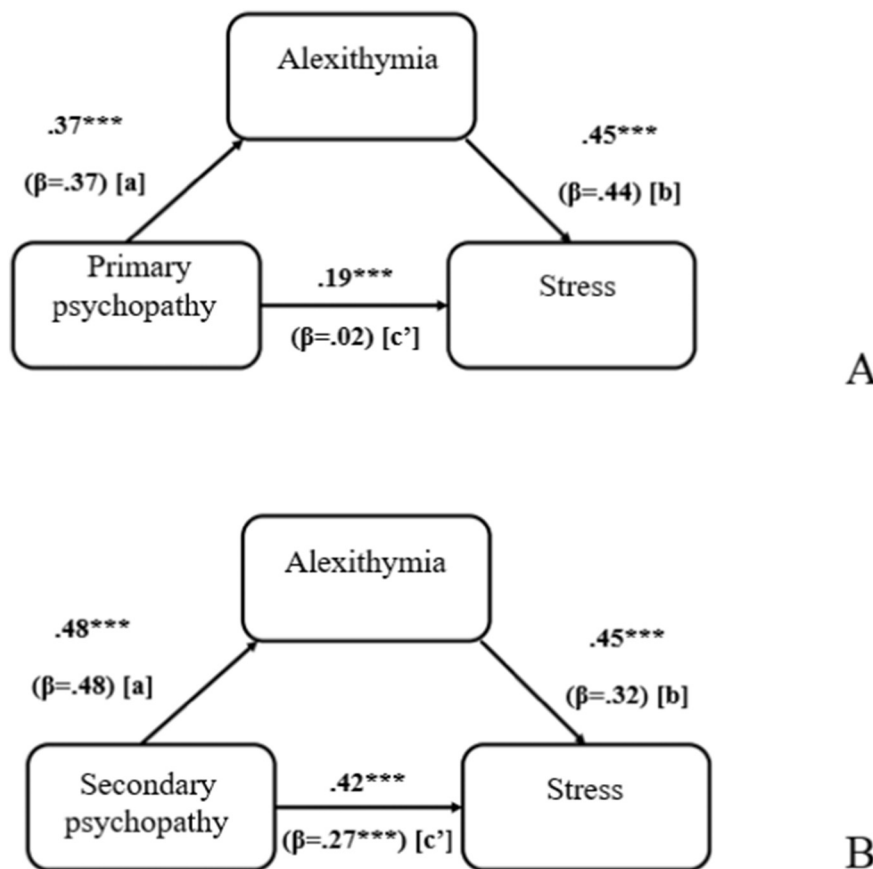 Alexithymia
.37***
(β=.37) [a]
.45***
(β=.44) [b]
Primary
psychopathy
.19***
(β=.02) [c’]
Stress
A
Alexithymia
.48***
(β=.48) [a]
.45***
(β=.32) [b]
Secondary
psychopathy
.42***
(β=.27***) [c’]
Stress
B